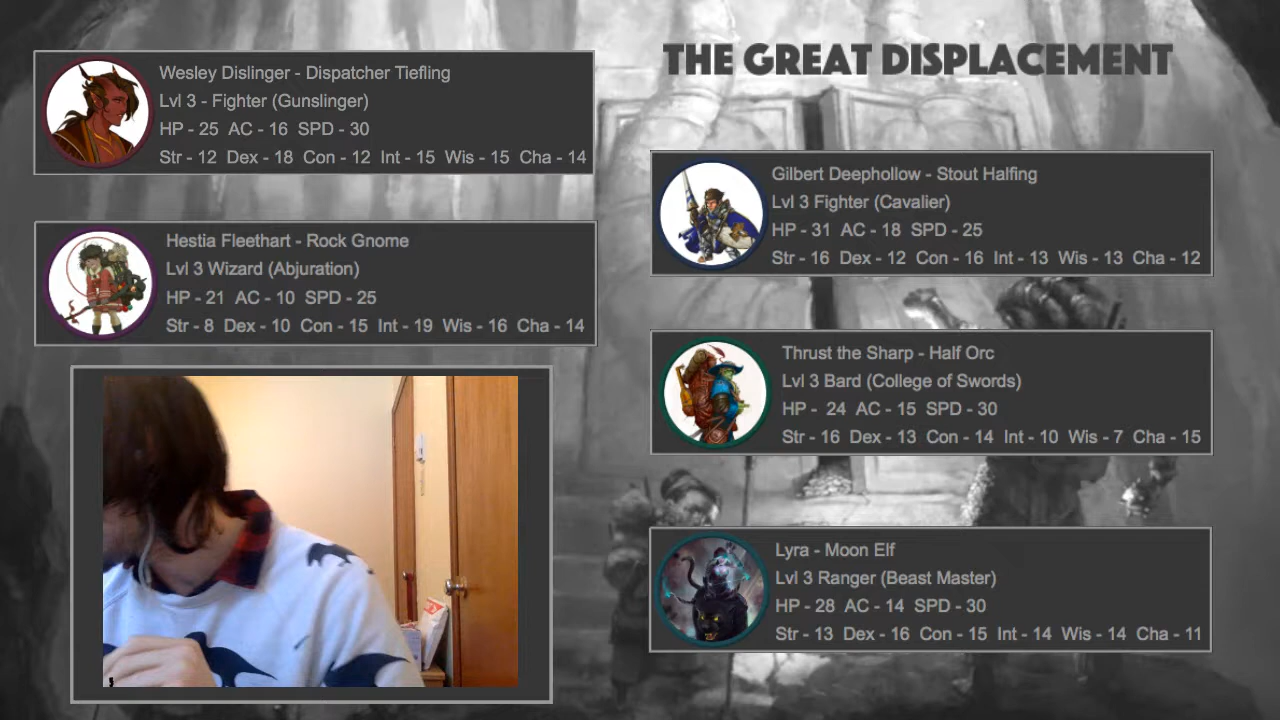 THE GREAT DISPLACEMENT
Wesley Dislinger - Dispatcher Tiefling
Lvl 3 - Fighter (Gunslinger)
HP - 25 AC - 16 SPD - 30
Str - 12 Dex - 18 Con - 12 Int - 15 Wis - 15 Cha - 14
Hestia Fleethart - Rock Gnome
Lvl 3 Wizard (Abjuration)
HP - 21 AC - 10 SPD - 25
Str - 8 Dex - 10 Con - 15 Int - 19 Wis - 16 Cha - 14
Gilbert Deephollow - Stout Halfing
Lvl 3 Fighter (Cavalier)
HP - 31 AC - 18 SPD - 25
Str - 16 Dex - 12 Con - 16 Int - 13 Wis - 13 Cha - 12
Thrust the Sharp - Half Orc
Lvl 3 Bard (College of Swords)
HP - 24 AC - 15 SPD - 30
Str - 16 Dex - 13 Con - 14 Int - 10 Wis - 7 Cha - 15
Lyra - Moon Elf
Lvl 3 Ranger (Beast Master)
HP - 28 AC - 14 SPD - 30
Str - 13 Dex - 16 Con - 15 Int - 14 Wis - 14 Cha - 11